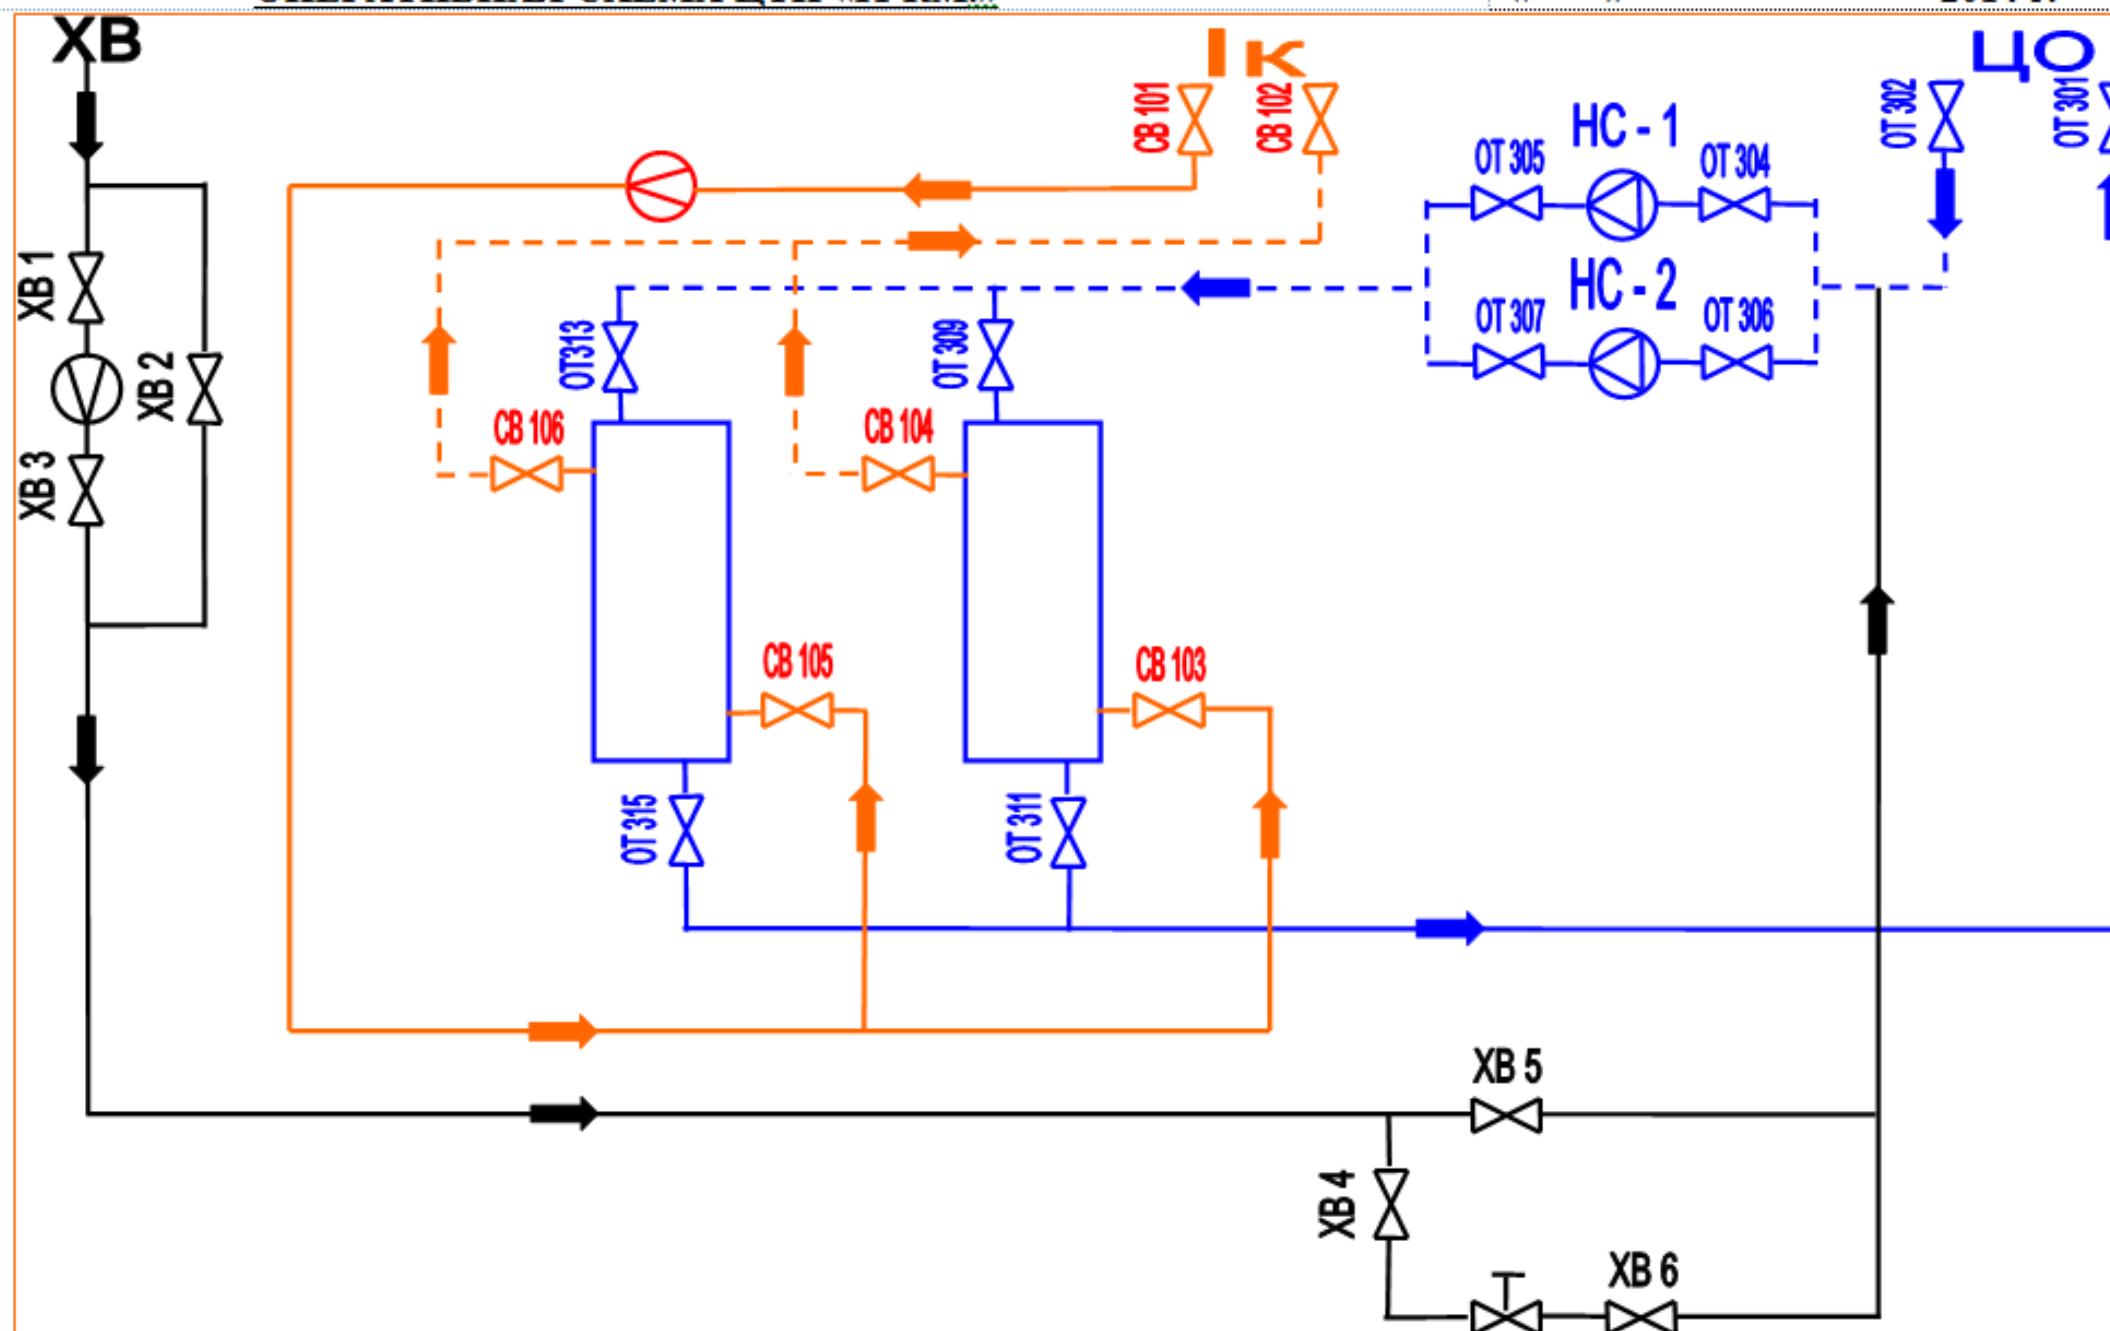 ХВ
I К
ЦО
СВ 101
СВ 102
ОТ 302
ОТ 301
НС - 1
ОТ 305
ОТ 304
НС - 2
ОТ 307
ОТ 306
ХВ 1
ХВ 2
ХВ 3
ОТ313
ОТ 309
СВ 106
СВ 104
СВ 105
СВ 103
ОТ 315
ОТ 311
ХВ 5
ХВ 4
ХВ 6